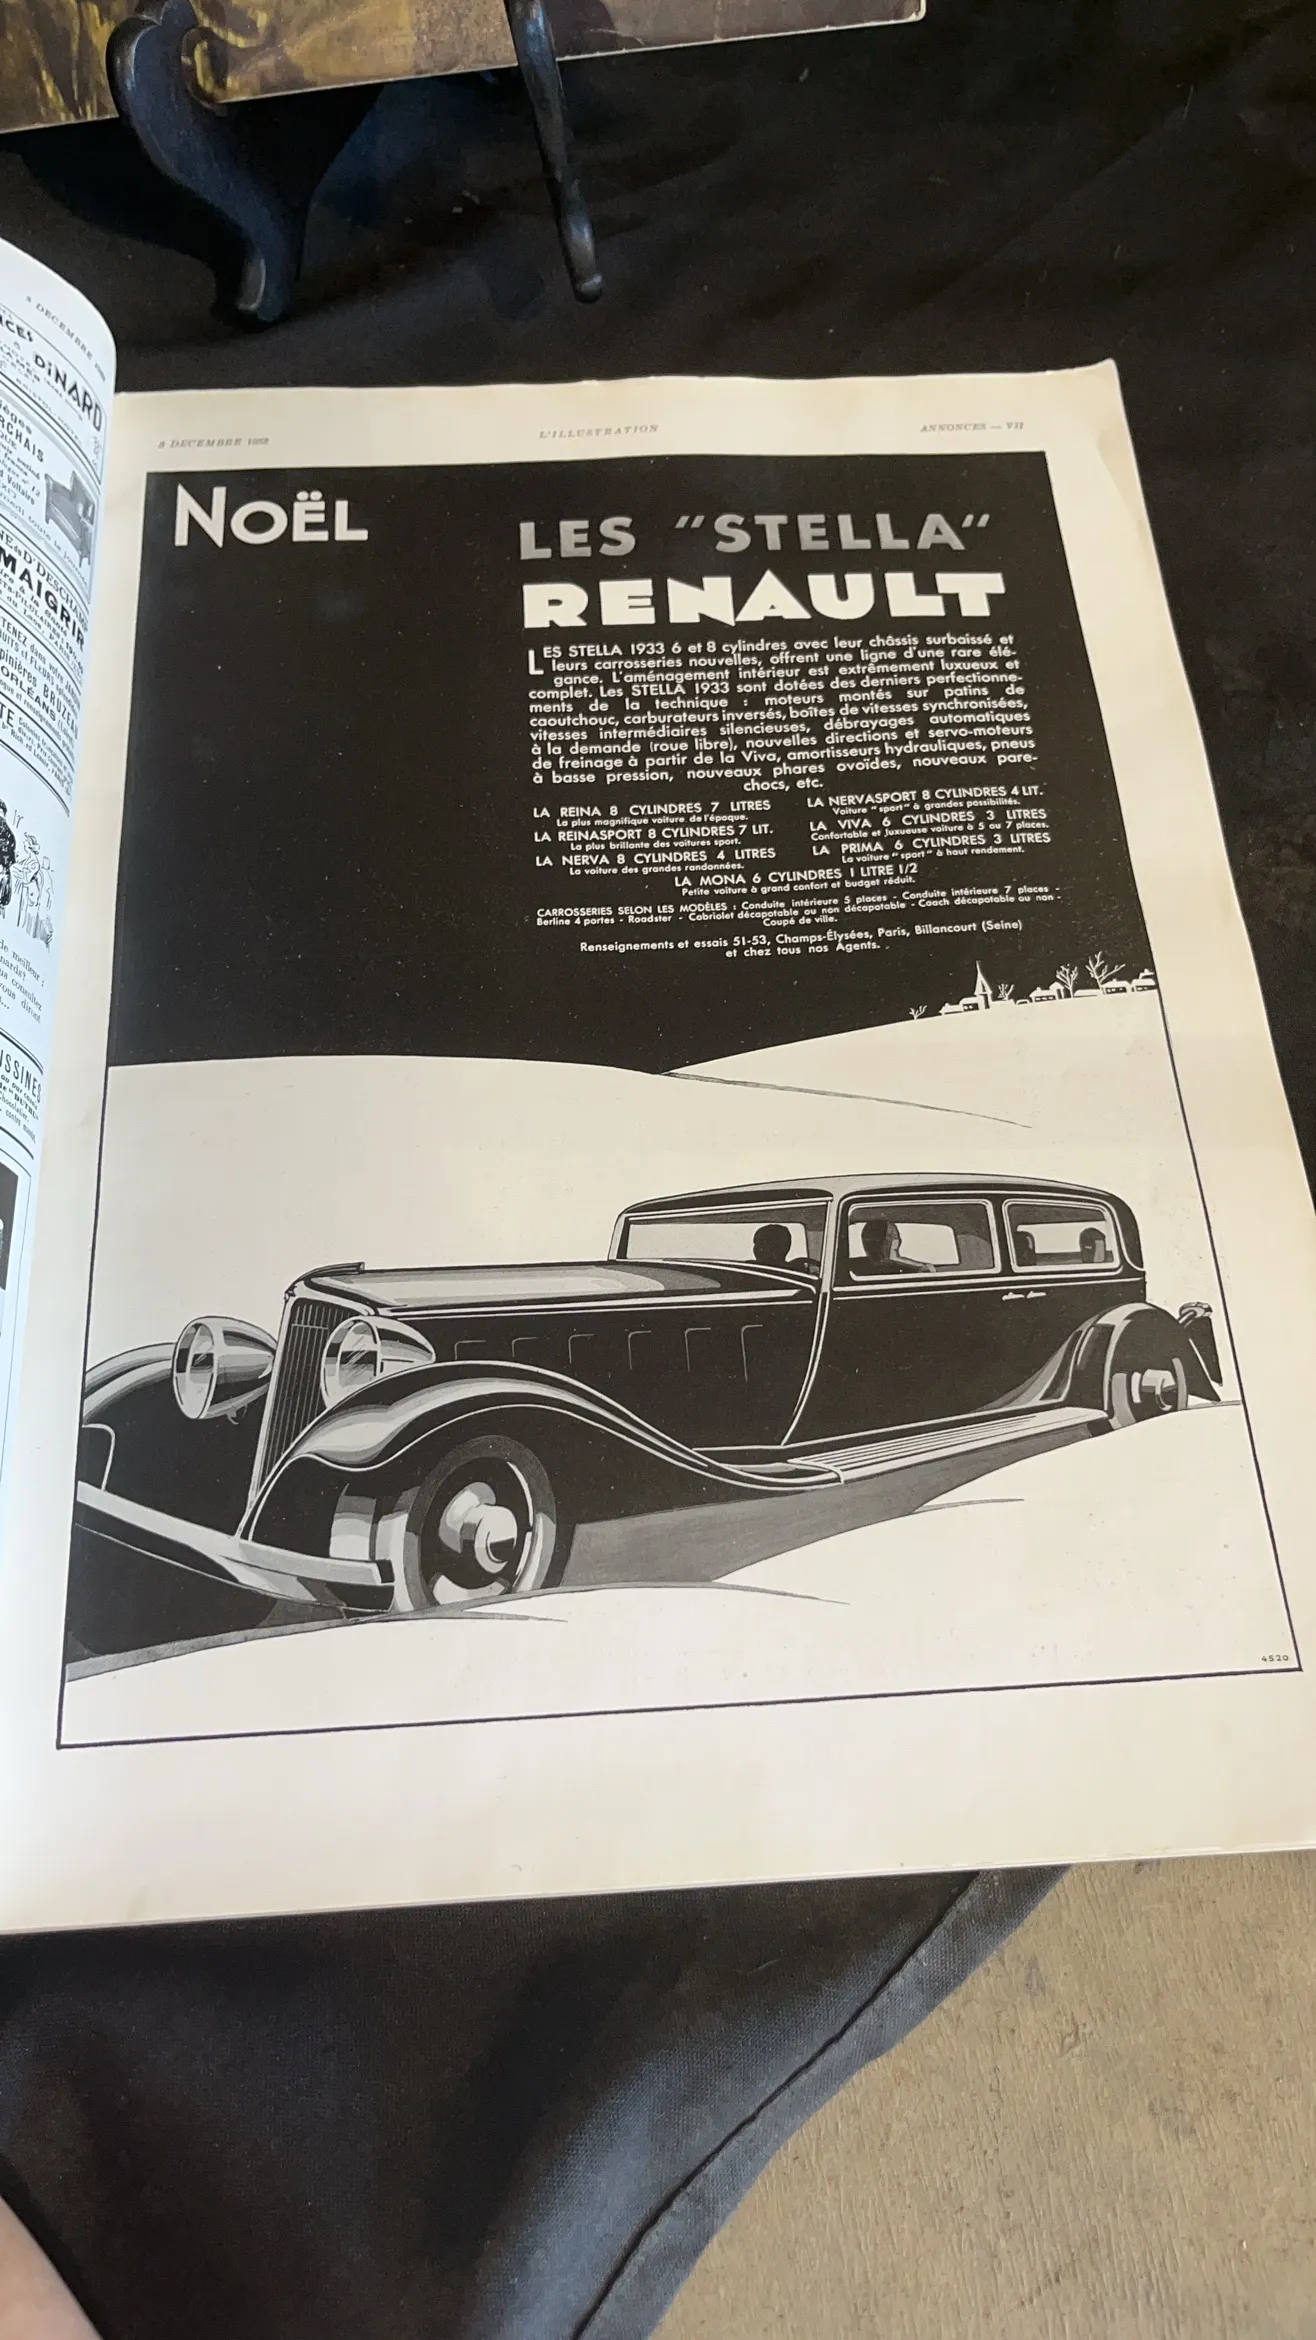 3 DECEMBRE 1932
L'ILLUSTRATION
ANNONCES — VII
NOËL
LES "STELLA"
RENAULT
LES STELLA 1933 6 et 8 cylindres avec leur châssis surbaissé et
leurs carrosseries nouvelles, offrent une ligne d'une rare élé-
gance. L'aménagement intérieur est extrêmement luxueux et
complet. Les STELLA 1933 sont dotées des derniers perfectionne-
ments de la technique : moteurs montés sur patins de
caoutchouc, carburateurs inversés, boîtes de vitesses synchronisées,
vitesses intermédiaires silencieuses, débrayages automatiques
à la demande (roue libre), nouvelles directions et servo-moteurs
de freinage à partir de la Viva, amortisseurs hydrauliques, pneus
à basse pression, nouveaux phares ovoïdes, nouveaux pare-
chocs, etc.
LA REINA 8 CYLINDRES 7 LITRES
La plus magnifique voiture de l'époque.
LA REINASPORT 8 CYLINDRES 7 LIT.
La plus brillante des voitures sport.
LA NERVA 8 CYLINDRES 4 LITRES
La voiture des grandes randonnées.
LA NERVASPORT 8 CYLINDRES 4 LIT.
Voiture "sport" à grandes possibilités.
LA VIVA 6 CYLINDRES 3 LITRES
Confortable et luxueuse voiture à 5 ou 7 places.
LA PRIMA 6 CYLINDRES 3 LITRES
La voiture "sport" à haut rendement.
LA MONA 6 CYLINDRES 1 LITRE 1/2
Petite voiture à grand confort et budget réduit.
CARROSSERIES SELON LES MODÈLES : Conduite intérieure 5 places - Conduite intérieure 7 places -
Berline 4 portes - Roadster - Cabriolet décapotable ou non décapotable - Coach décapotable ou non -
Coupé de ville.
Renseignements et essais 51-53, Champs-Élysées, Paris, Billancourt (Seine)
et chez tous nos Agents.
4520
DINARD
MAIGRIR
ORLÉANS